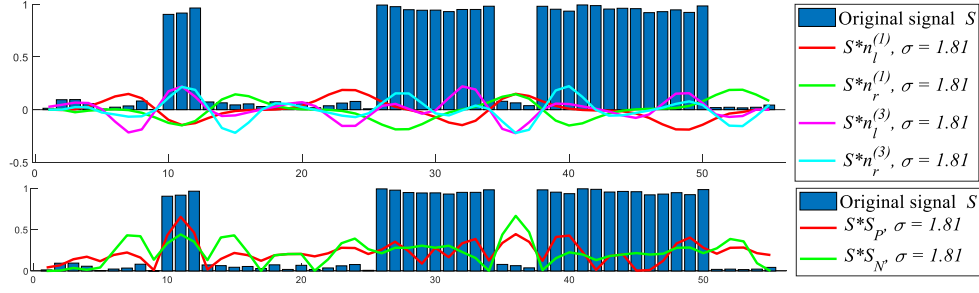 1
0.5
0
-0.5
0
10
20
30
40
50
Original signal S
S*n_l^(1), σ = 1.81
S*n_r^(1), σ = 1.81
S*n_l^(3), σ = 1.81
S*n_r^(3), σ = 1.81
1
0.5
0
0
10
20
30
40
50
Original signal S
S*S_P, σ = 1.81
S*S_N, σ = 1.81